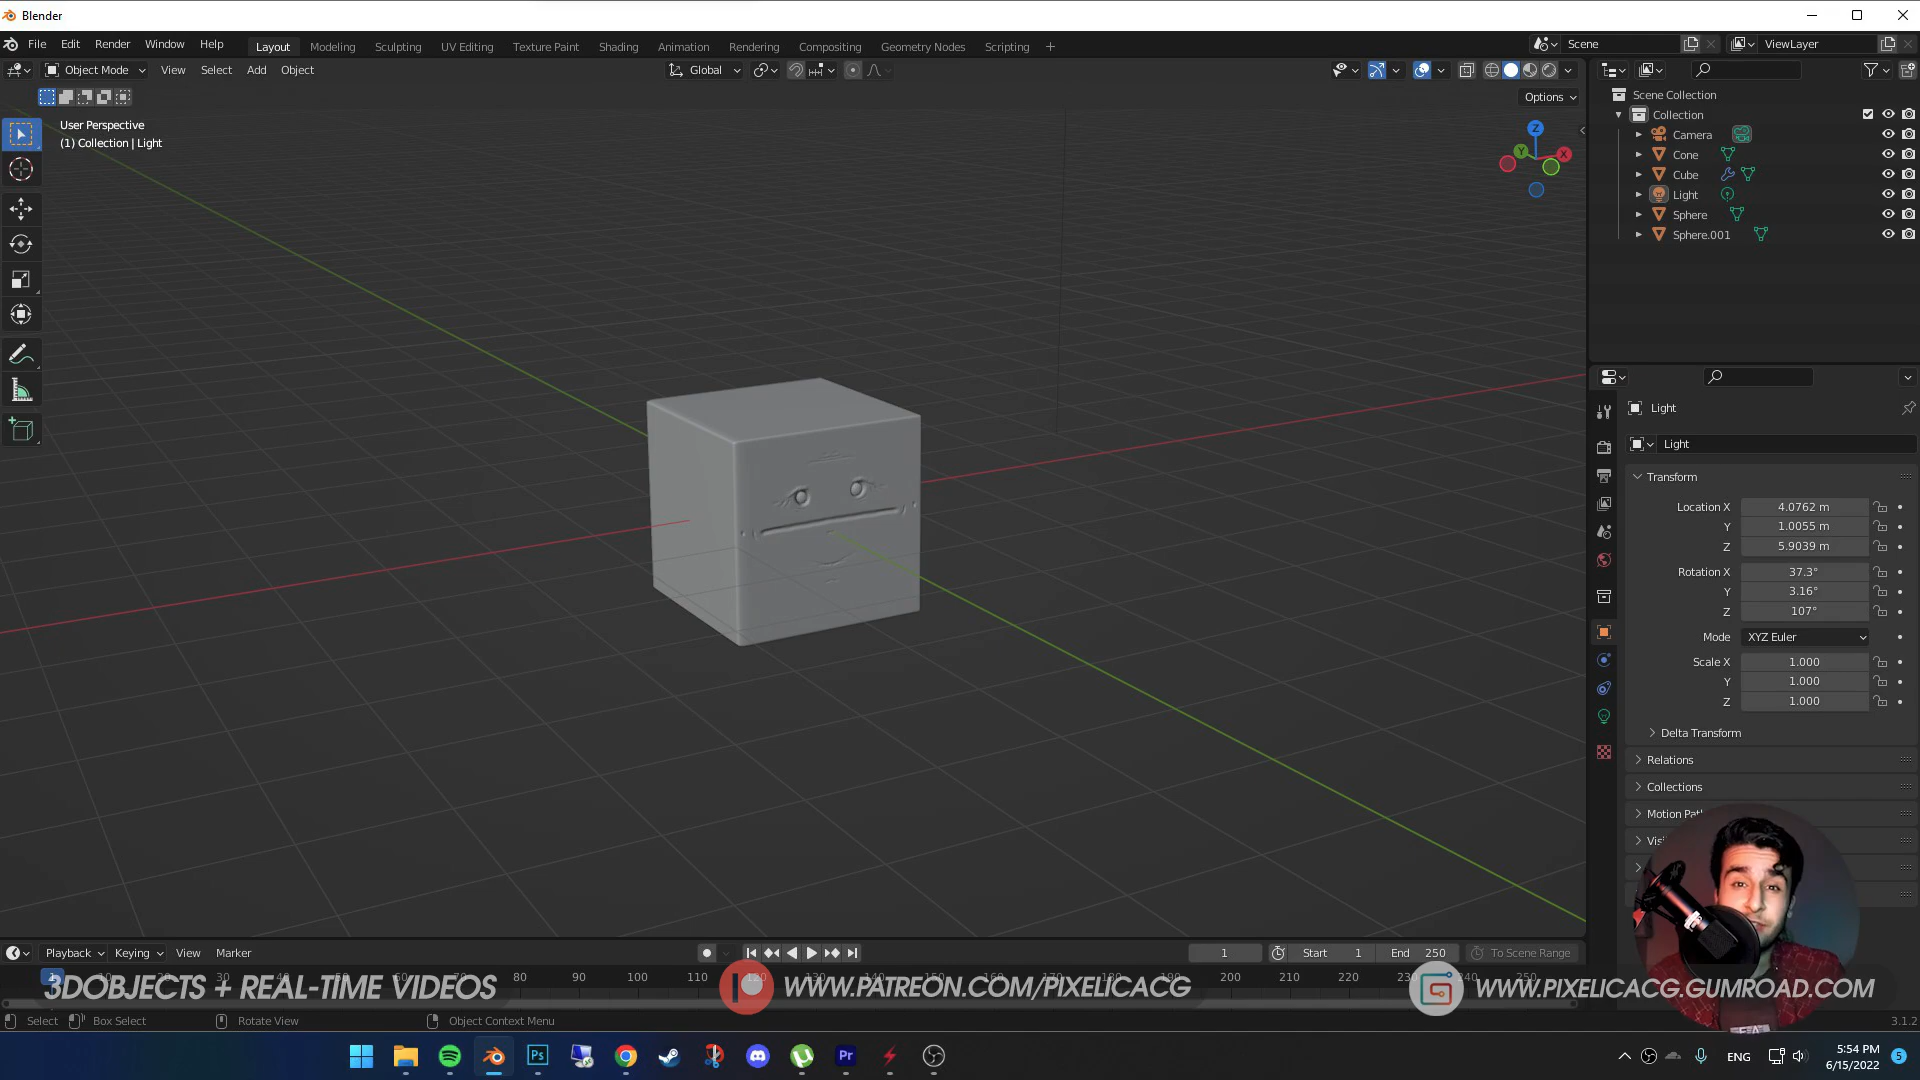 Blender
File Edit Render Window Help
Layout Modeling Sculpting UV Editing Texture Paint Shading Animation Rendering Compositing Geometry Nodes Scripting +
Scene
ViewLayer
Object Mode View Select Add Object
Global
Options
User Perspective
(1) Collection | Light
Z
Y
X
Scene Collection
Collection
Camera
Cone
Cube
Light
Sphere
Sphere.001
Light
Light
Transform
Location X 4.0762 m
Y 1.0055 m
Z 5.9039 m
Rotation X 37.3°
Y 3.16°
Z 107°
Mode XYZ Euler
Scale X 1.000
Y 1.000
Z 1.000
Delta Transform
Relations
Collections
Playback Keying View Marker
1 Start 1 End 250 To Scene Range
1 80 90 100 110 200 210 220 230
3DOBJECTS + REAL-TIME VIDEOS
WWW.PATREON.COM/PIXELICACG
WWW.PIXELICACG.GUMROAD.COM
Select Box Select Rotate View Object Context Menu
3.1.2
Ps
Pr
ENG
5:54 PM
6/15/2022
5